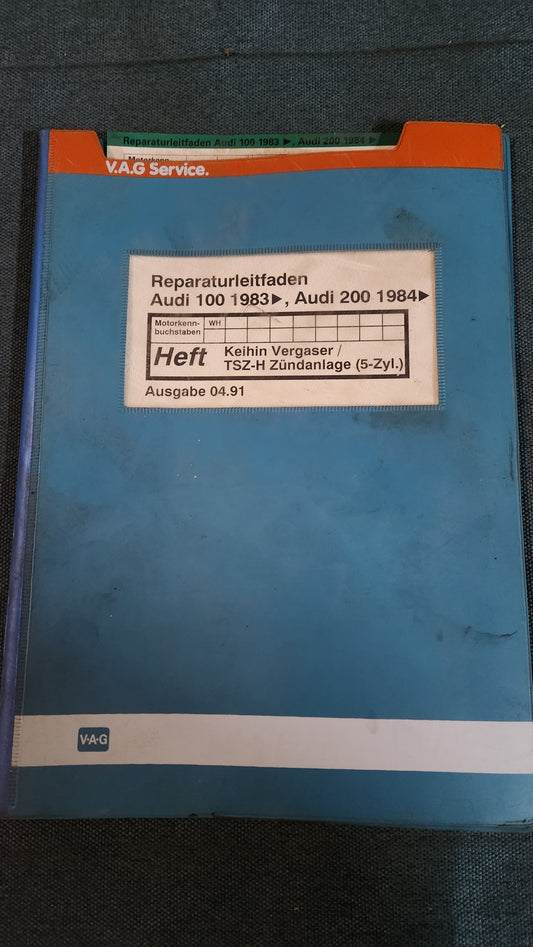 Reparaturleitfaden Audi 100 1983 ►, Audi 200 1984 ►
Motorkenn-
V.A.G Service.
Reparaturleitfaden
Audi 100 1983►, Audi 200 1984►
Motorkenn-
buchstaben
WH
Heft
Keihin Vergaser /
TSZ-H Zündanlage (5-Zyl.)
Ausgabe 04.91
V·A·G